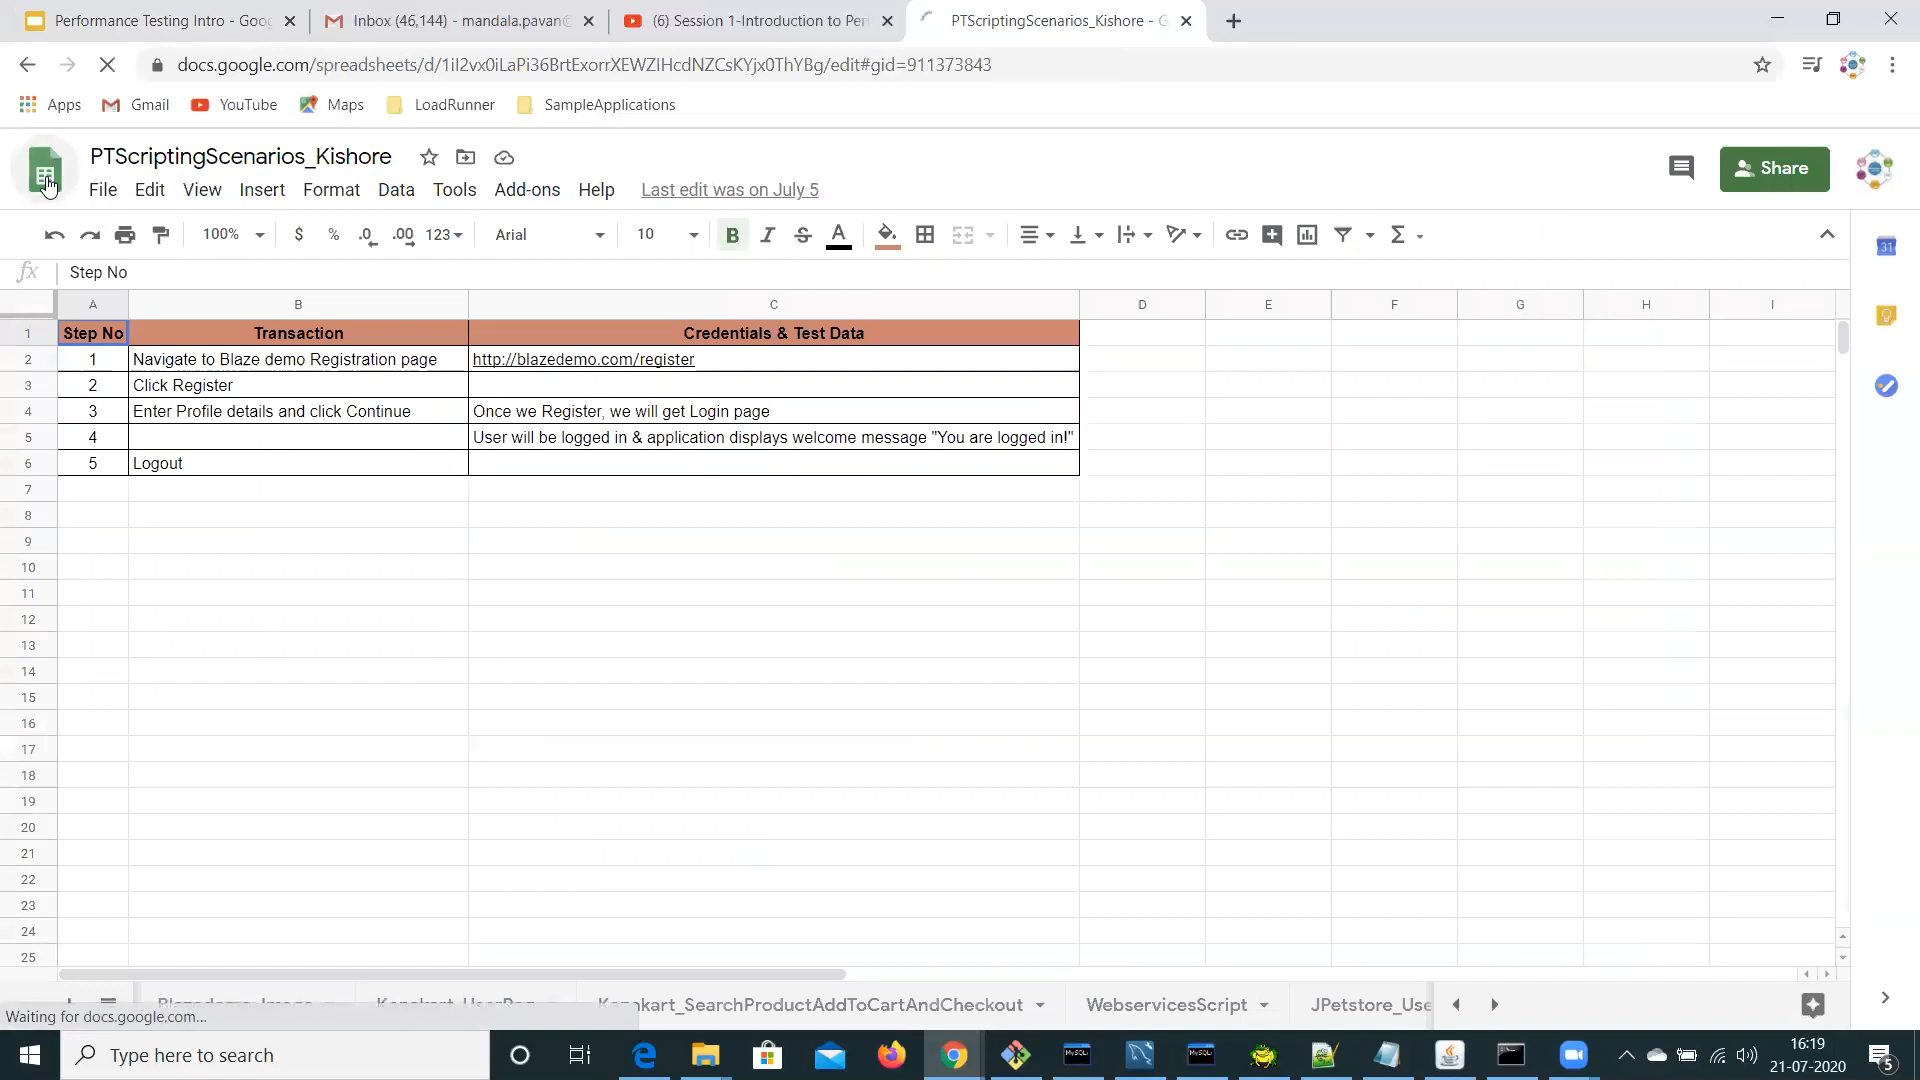 Performance Testing Intro - Goog
Inbox (46,144) - mandala.pavan@
(6) Session 1-Introduction to Per
PTScriptingScenarios_Kishore - G
docs.google.com/spreadsheets/d/1iI2vx0iLaPi36BrtExorrXEWZIHcdNZCsKYjx0ThYBg/edit#gid=911373843
Apps Gmail YouTube Maps LoadRunner SampleApplications
PTScriptingScenarios_Kishore
Share
File Edit View Insert Format Data Tools Add-ons Help Last edit was on July 5
100% $ % .0 .00 123 Arial 10 B I S A Σ
31
fx Step No
A B C D E F G H I
1 Step No Transaction Credentials & Test Data
2 1 Navigate to Blaze demo Registration page http://blazedemo.com/register
3 2 Click Register
4 3 Enter Profile details and click Continue Once we Register, we will get Login page
5 4 User will be logged in & application displays welcome message "You are logged in!"
6 5 Logout
7
8
9
10
11
12
13
14
15
16
17
18
19
20
21
22
23
24
25
kart_SearchProductAddToCartAndCheckout WebservicesScript JPetstore_Use
Waiting for docs.google.com...
Type here to search
16:19
21-07-2020
5